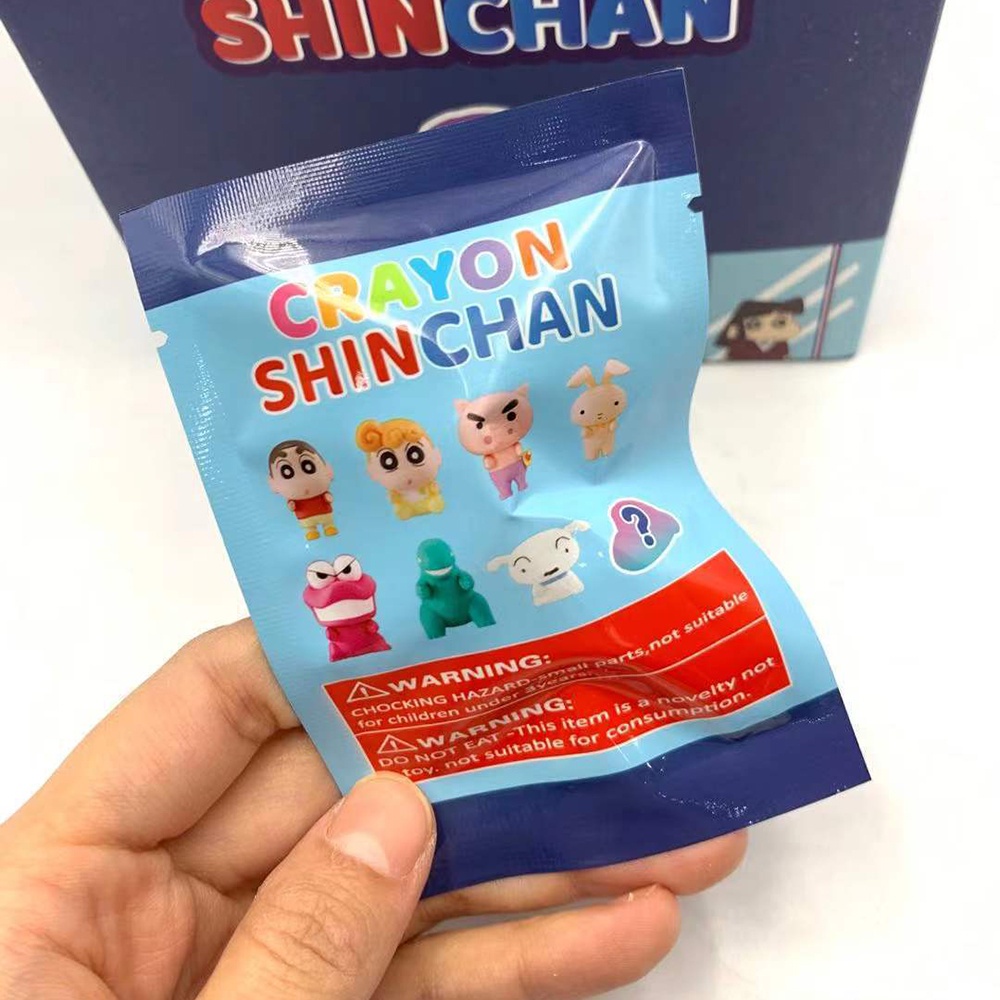 SHINCHAN
CRAYON
SHINCHAN
?
WARNING:
CHOCKING HAZARD-small parts,not suitable
for children under 3years.
WARNING:
DO NOT EAT -This item is a novelty not
toy. not suitable for consumption.